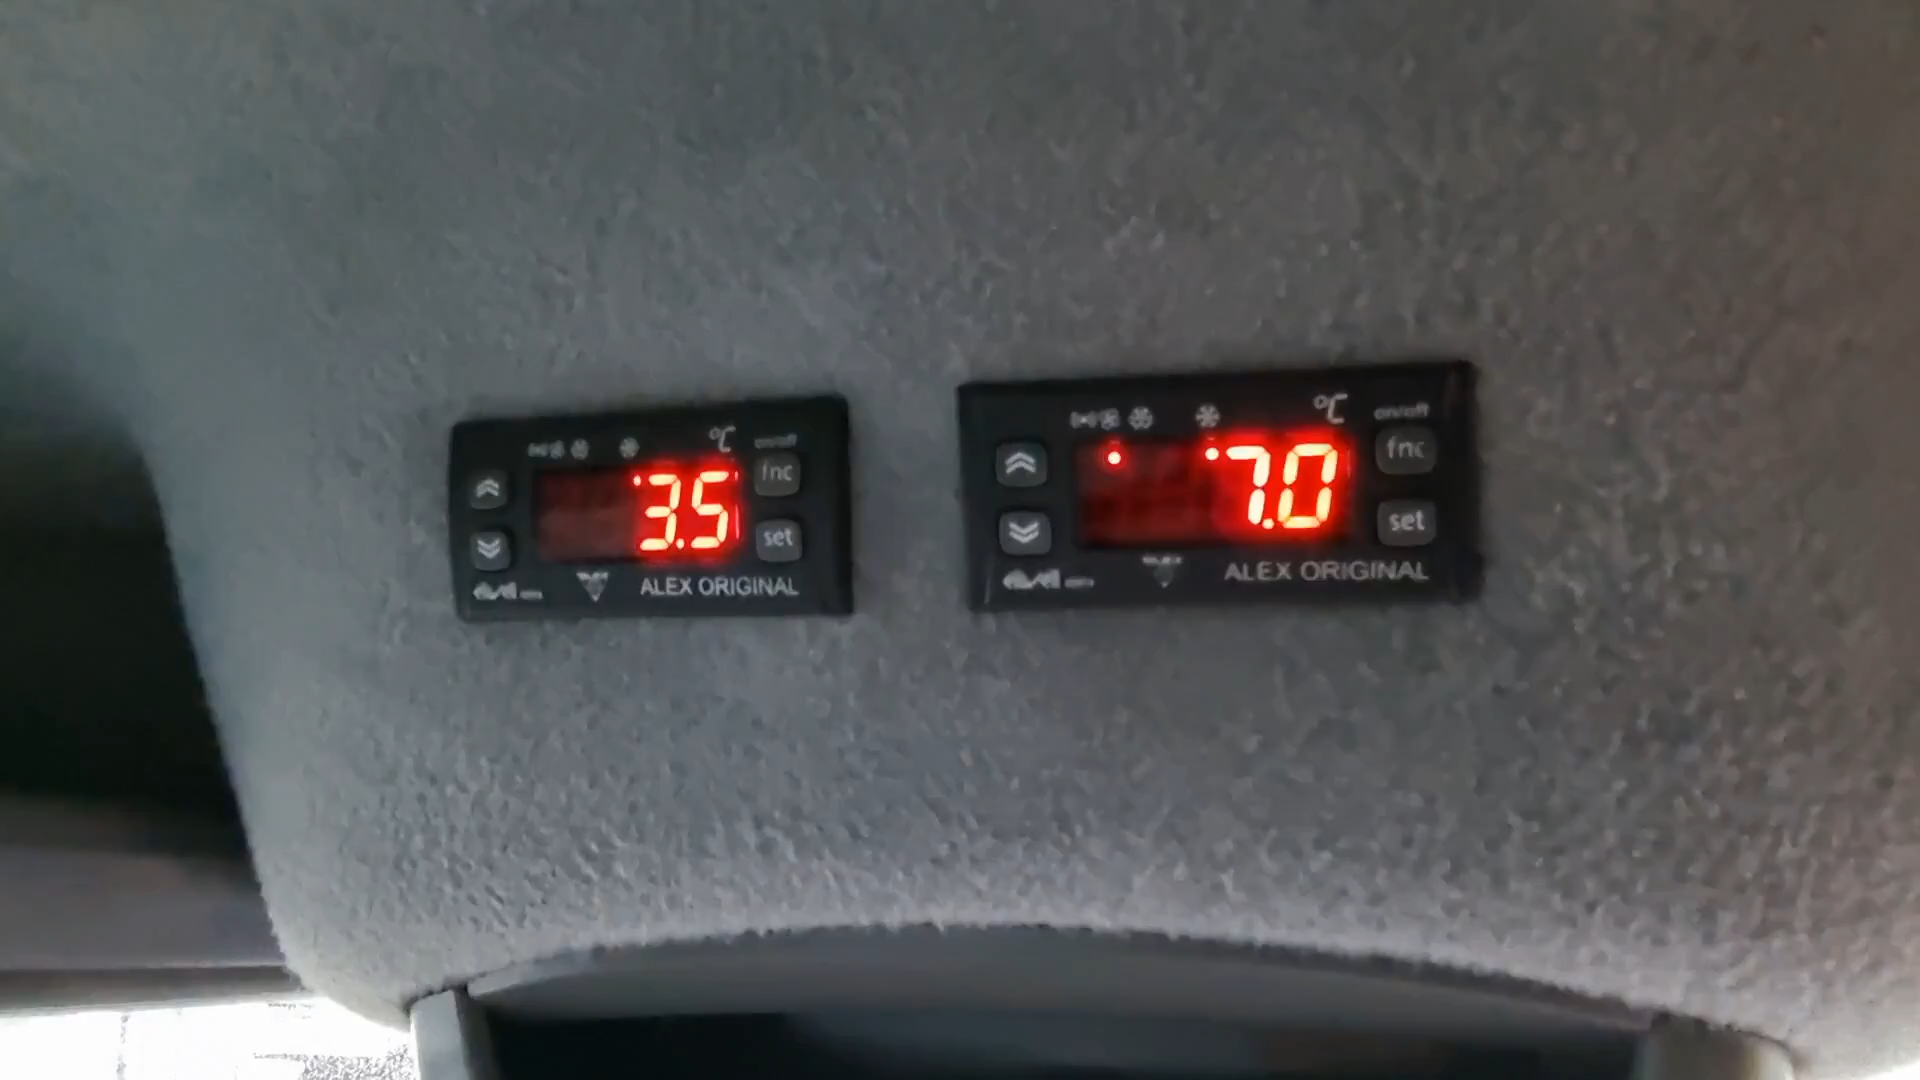 °C
on/off
fnc
3.5
set
ALEX ORIGINAL
°C
on/off
fnc
7.0
set
ALEX ORIGINAL